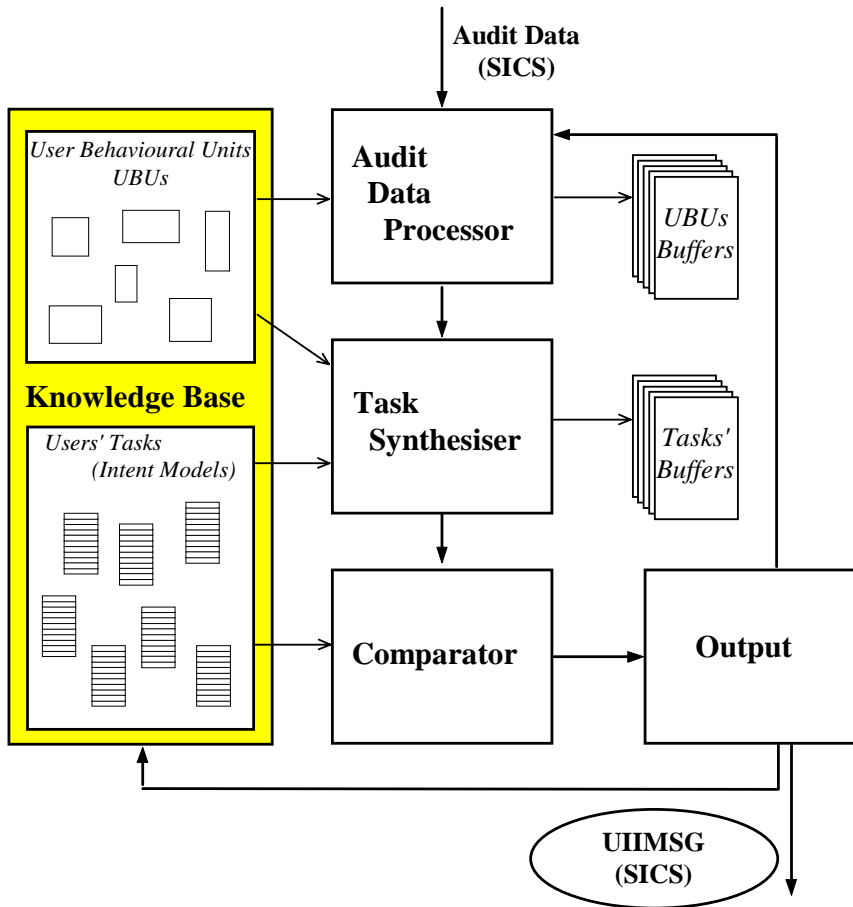 Audit Data
(SICS)
User Behavioural Units
UBUs
Audit
Data
Processor
UBUs
Buffers
Knowledge Base
Task
Synthesiser
Tasks'
Buffers
Users' Tasks
(Intent Models)
Comparator
Output
UIIMSG
(SICS)